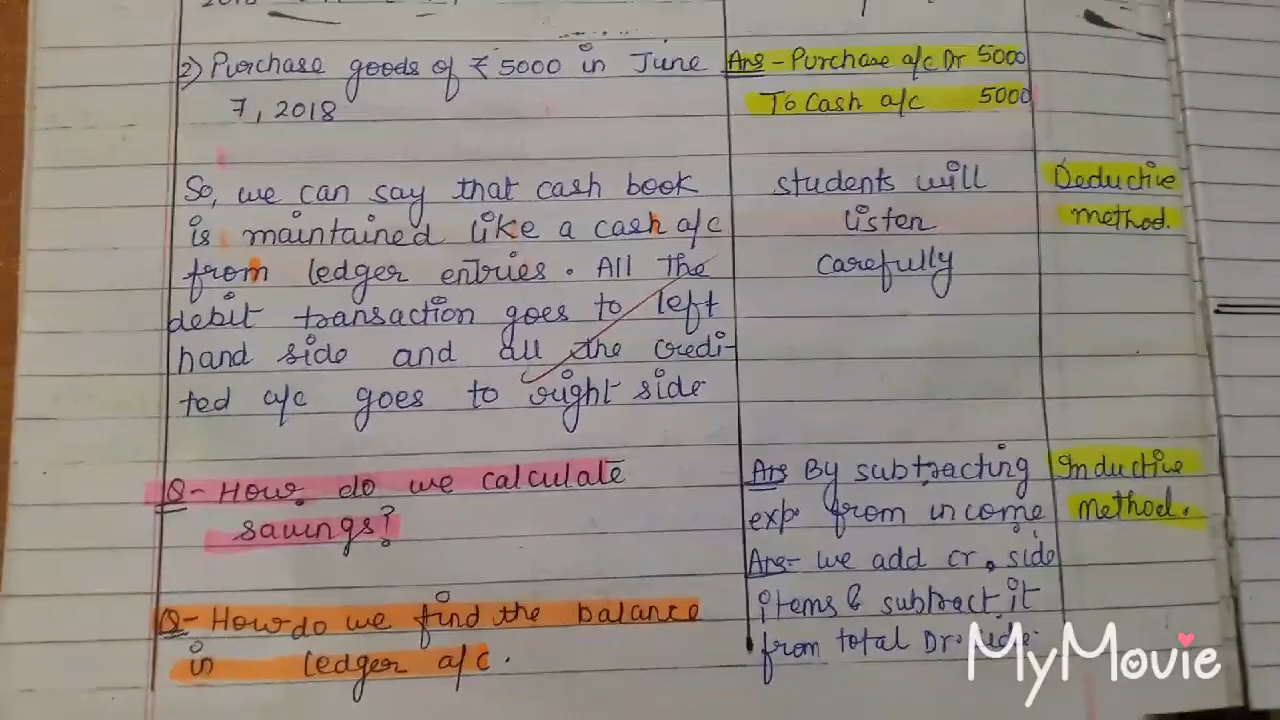 2) Purchase goods of ₹ 5000 in June
7, 2018
Ans - Purchase a/c Dr 5000
To Cash a/c 5000
So, we can say that cash book
is maintained like a cash a/c
from ledger entries. All the
debit transaction goes to left
hand side and all the credi-
ted a/c goes to right side
students will
listen
carefully
Deductive
method.
Q- How do we calculate
savings?
Ans By subtracting
exp. from income
Inductive
method.
Q- How do we find the balance
in ledger a/c.
Ans- we add cr. side
items & subtract it
from total Dr. side.
MyMovie